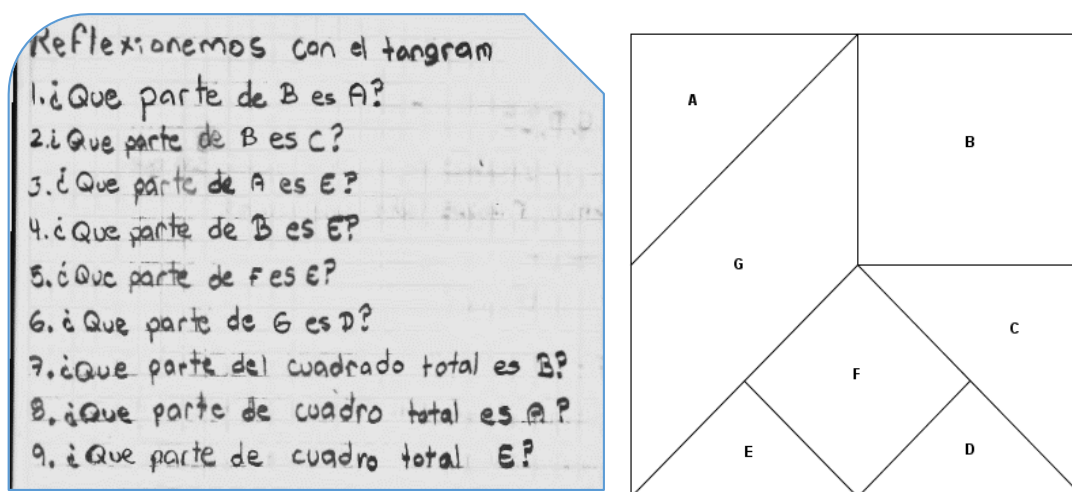 Reflexionemos con el tangram
1. ¿Que parte de B es A?
2. ¿Que parte de B es C?
3. ¿Que parte de A es E?
4. ¿Que parte de B es E?
5. ¿Que parte de F es E?
6. ¿Que parte de G es D?
7. ¿Que parte del cuadrado total es B?
8. ¿Que parte de cuadro total es A?
9. ¿Que parte de cuadro total E?
A
B
G
C
F
E
D